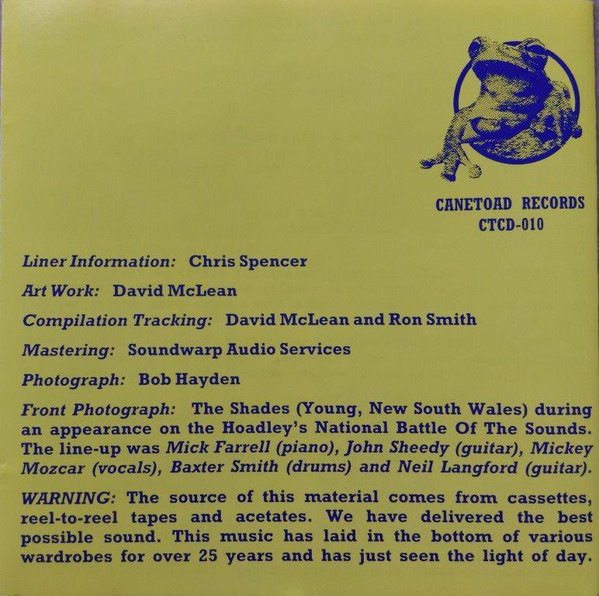 CANETOAD RECORDS
CTCD-010
Liner Information: Chris Spencer
Art Work: David McLean
Compilation Tracking: David McLean and Ron Smith
Mastering: Soundwarp Audio Services
Photograph: Bob Hayden
Front Photograph: The Shades (Young, New South Wales) during
an appearance on the Hoadley's National Battle Of The Sounds.
The line-up was Mick Farrell (piano), John Sheedy (guitar), Mickey
Mozcar (vocals), Baxter Smith (drums) and Neil Langford (guitar).
WARNING: The source of this material comes from cassettes,
reel-to-reel tapes and acetates. We have delivered the best
possible sound. This music has laid in the bottom of various
wardrobes for over 25 years and has just seen the light of day.